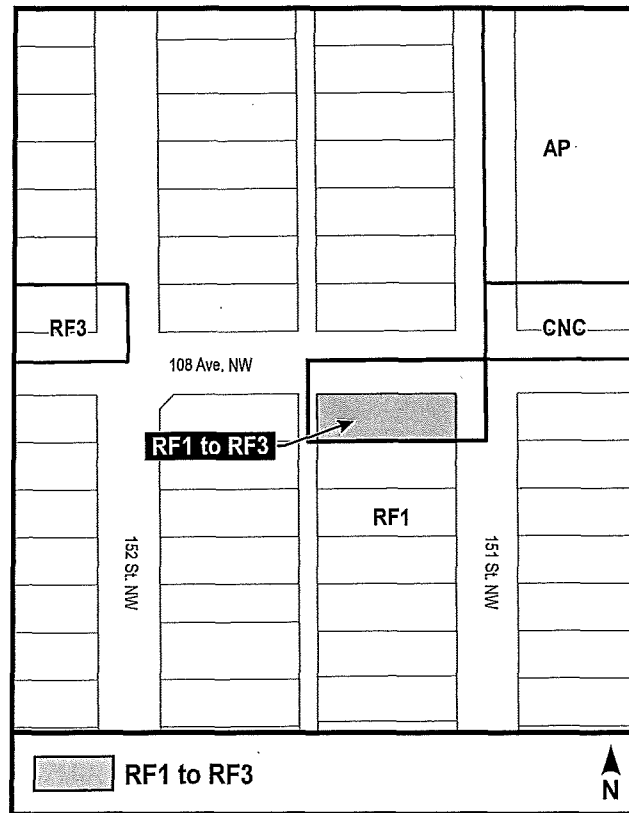 AP
RF3
CNC
108 Ave. NW
RF1 to RF3
RF1
152 St. NW
151 St. NW
RF1 to RF3
N